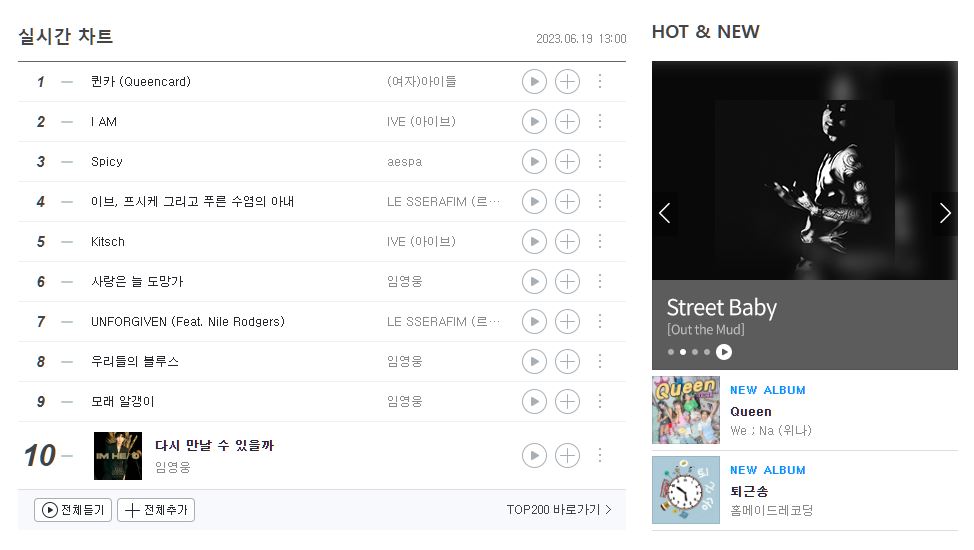 실시간 차트
2023.06.19 13:00
1 퀸카 (Queencard) (여자)아이들
2 I AM IVE (아이브)
3 Spicy aespa
4 이브, 프시케 그리고 푸른 수염의 아내 LE SSERAFIM (르…
5 Kitsch IVE (아이브)
6 사랑은 늘 도망가 임영웅
7 UNFORGIVEN (Feat. Nile Rodgers) LE SSERAFIM (르…
8 우리들의 블루스 임영웅
9 모래 알갱이 임영웅
10 다시 만날 수 있을까
임영웅
IM HERO
전체듣기 전체추가 TOP200 바로가기 >
HOT & NEW
Street Baby
[Out the Mud]
Queen
NEW ALBUM
Queen
We ; Na (위나)
NEW ALBUM
퇴근송
홈메이드레코딩